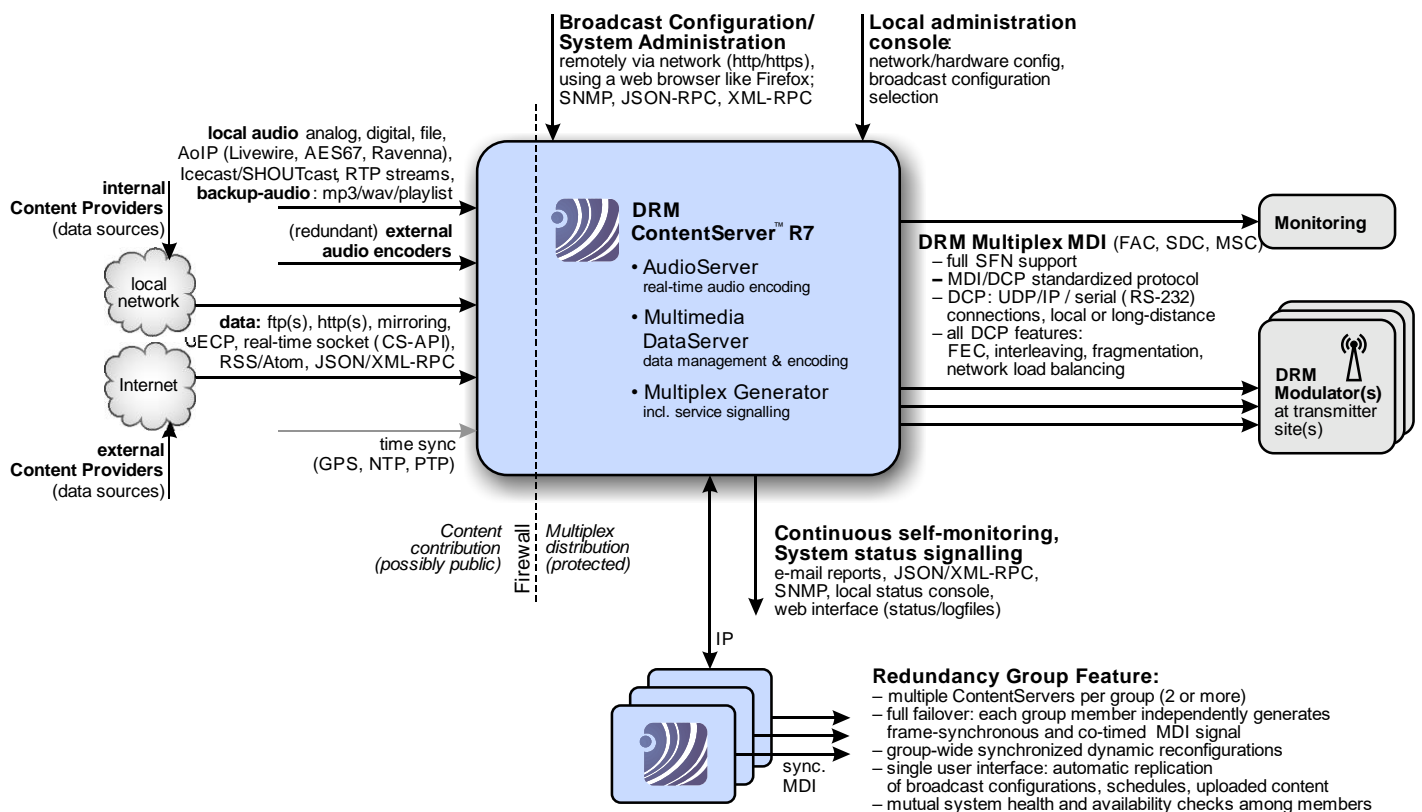 Broadcast Configuration/
System Administration
remotely via network (http/https),
using a web browser like Firefox;
SNMP, JSON-RPC, XML-RPC
Local administration
console:
network/hardware config,
broadcast configuration
selection
local audio analog, digital, file,
AoIP (Livewire, AES67, Ravenna),
Icecast/SHOUTcast, RTP streams,
backup-audio: mp3/wav/playlist
internal
Content Providers
(data sources)
(redundant) external
audio encoders
local
network
data: ftp(s), http(s), mirroring,
UECP, real-time socket (CS-API),
RSS/Atom, JSON/XML-RPC
Internet
external
Content Providers
(data sources)
time sync
(GPS, NTP, PTP)
DRM
ContentServer™ R7
• AudioServer
real-time audio encoding
• Multimedia
DataServer
data management & encoding
• Multiplex Generator
incl. service signalling
Monitoring
DRM Multiplex MDI (FAC, SDC, MSC)
– full SFN support
– MDI/DCP standardized protocol
– DCP: UDP/IP / serial (RS-232)
connections, local or long-distance
– all DCP features:
FEC, interleaving, fragmentation,
network load balancing
DRM
Modulator(s)
at transmitter
site(s)
Content
contribution
(possibly public)
Firewall
Multiplex
distribution
(protected)
Continuous self-monitoring,
System status signalling
e-mail reports, JSON/XML-RPC,
SNMP, local status console,
web interface (status/logfiles)
IP
sync.
MDI
Redundancy Group Feature:
– multiple ContentServers per group (2 or more)
– full failover: each group member independently generates
frame-synchronous and co-timed MDI signal
– group-wide synchronized dynamic reconfigurations
– single user interface: automatic replication
of broadcast configurations, schedules, uploaded content
– mutual system health and availability checks among members